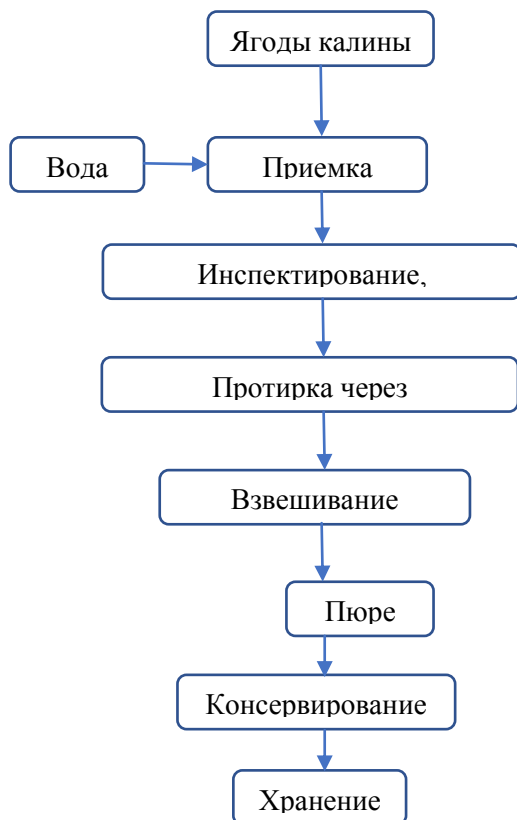 Ягоды калины
Вода
Приемка
Инспектирование,
Протирка через
Взвешивание
Пюре
Консервирование
Хранение